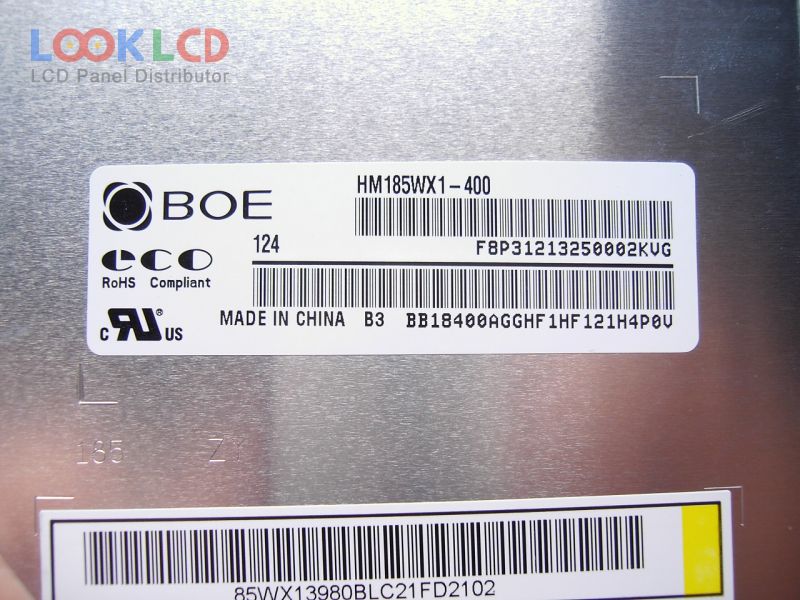 LOOKLCD
LCD Panel Distributor
BOE
HM185WX1-400
124
F8P31213250002KVG
eco
RoHS Compliant
c RU ® US
MADE IN CHINA B3 BB18400AGGHF1HF121H4P0V
185 ZY
85WX13980BLC21FD2102